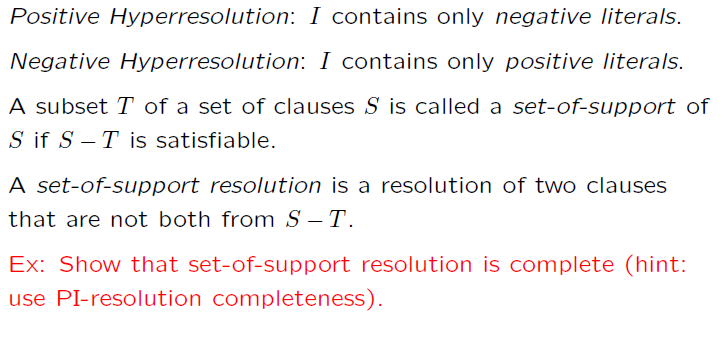 Positive Hyperresolution: I contains only negative literals.
Negative Hyperresolution: I contains only positive literals.
A subset T of a set of clauses S is called a set-of-support of
S if S – T is satisfiable.
A set-of-support resolution is a resolution of two clauses
that are not both from S – T.
Ex: Show that set-of-support resolution is complete (hint:
use PI-resolution completeness).